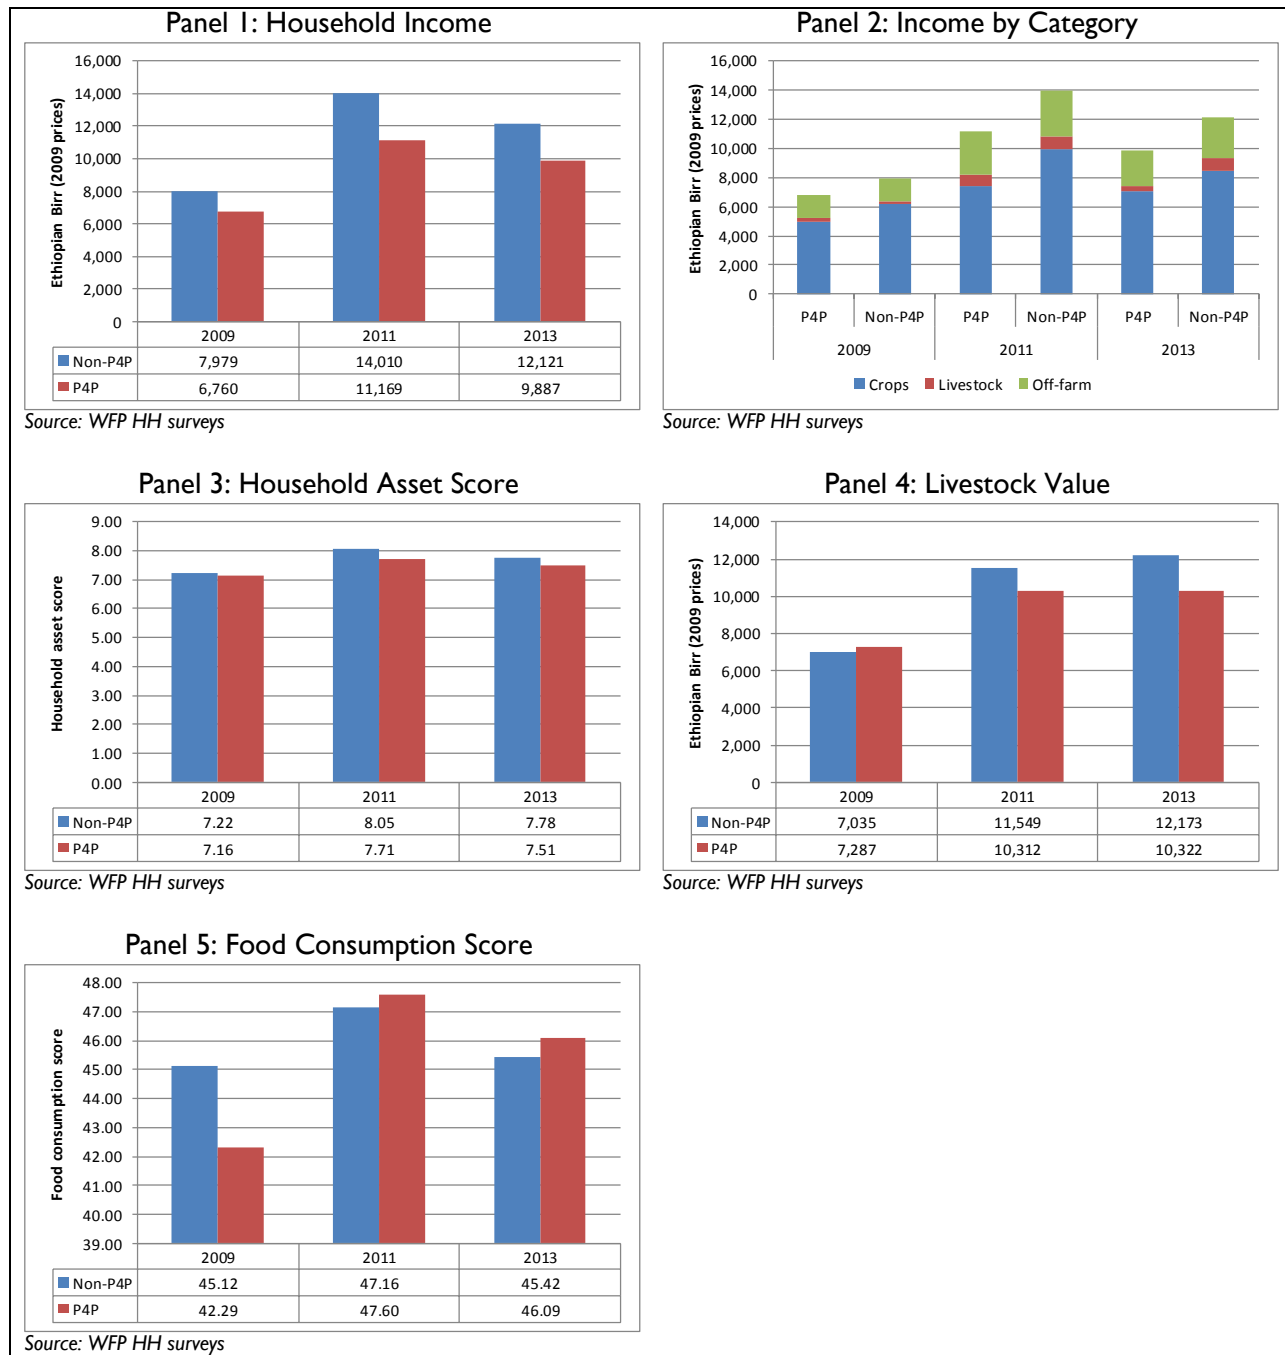 Panel 1: Household Income
16,000
14,000
12,000
10,000
8,000
6,000
4,000
2,000
0
Ethiopian Birr (2009 prices)
2009 2011 2013
Non-P4P 7,979 14,010 12,121
P4P 6,760 11,169 9,887
Source: WFP HH surveys
Panel 2: Income by Category
16,000
14,000
12,000
10,000
8,000
6,000
4,000
2,000
0
Ethiopian Birr (2009 prices)
P4P Non-P4P P4P Non-P4P P4P Non-P4P
2009 2011 2013
Crops Livestock Off-farm
Source: WFP HH surveys
Panel 3: Household Asset Score
9.00
8.00
7.00
6.00
5.00
4.00
3.00
2.00
1.00
0.00
Household asset score
2009 2011 2013
Non-P4P 7.22 8.05 7.78
P4P 7.16 7.71 7.51
Source: WFP HH surveys
Panel 4: Livestock Value
14,000
12,000
10,000
8,000
6,000
4,000
2,000
0
Ethiopian Birr (2009 prices)
2009 2011 2013
Non-P4P 7,035 11,549 12,173
P4P 7,287 10,312 10,322
Source: WFP HH surveys
Panel 5: Food Consumption Score
48.00
47.00
46.00
45.00
44.00
43.00
42.00
41.00
40.00
39.00
Food consumption score
2009 2011 2013
Non-P4P 45.12 47.16 45.42
P4P 42.29 47.60 46.09
Source: WFP HH surveys